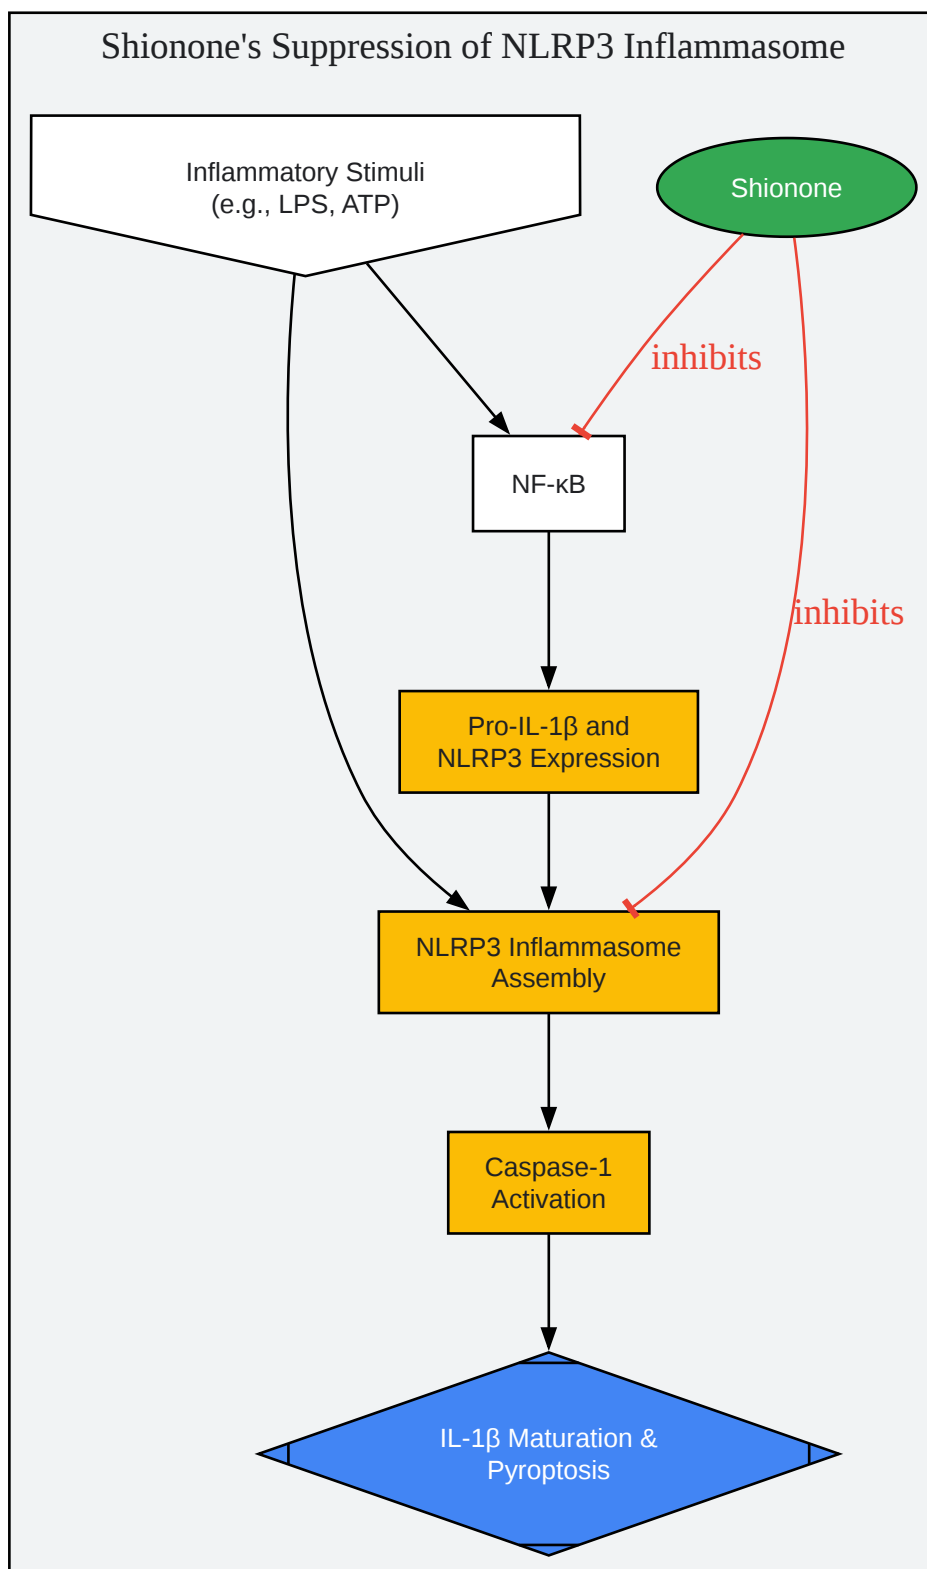 Shionone's Suppression of NLRP3 Inflammasome
Inflammatory Stimuli
(e.g., LPS, ATP)
Shionone
inhibits
NF-κB
inhibits
Pro-IL-1β and
NLRP3 Expression
NLRP3 Inflammasome
Assembly
Caspase-1
Activation
IL-1β Maturation &
Pyroptosis